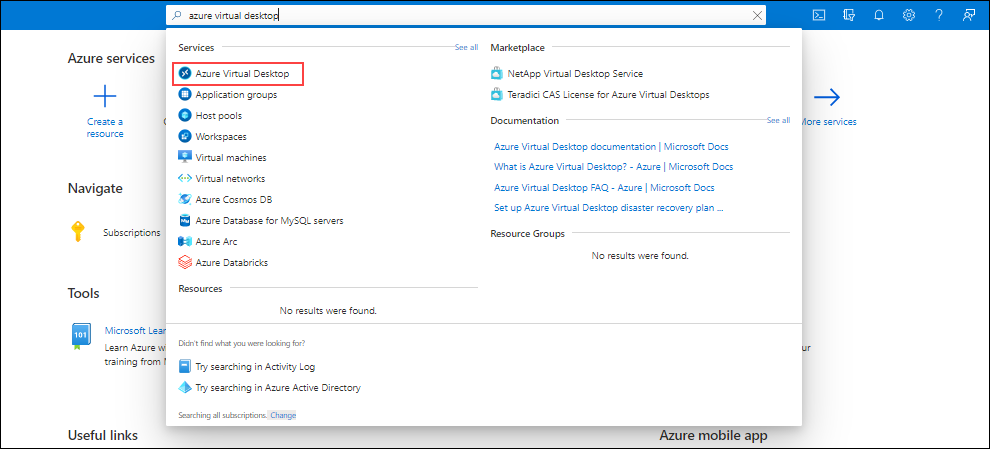 azure virtual desktop
Azure services
Create a
resource
More services
Navigate
Subscriptions
Tools
Microsoft Lea
Learn Azure w
training from
Useful links
Services
See all
Azure Virtual Desktop
Application groups
Host pools
Workspaces
Virtual machines
Virtual networks
Azure Cosmos DB
Azure Database for MySQL servers
Azure Arc
Azure Databricks
Resources
No results were found.
Marketplace
NetApp Virtual Desktop Service
Teradici CAS License for Azure Virtual Desktops
Documentation
See all
Azure Virtual Desktop documentation | Microsoft Docs
What is Azure Virtual Desktop? - Azure | Microsoft Docs
Azure Virtual Desktop FAQ - Azure | Microsoft Docs
Set up Azure Virtual Desktop disaster recovery plan ...
Resource Groups
No results were found.
Didn't find what you were looking for?
Try searching in Activity Log
Try searching in Azure Active Directory
Searching all subscriptions. Change
our
Azure mobile app
101